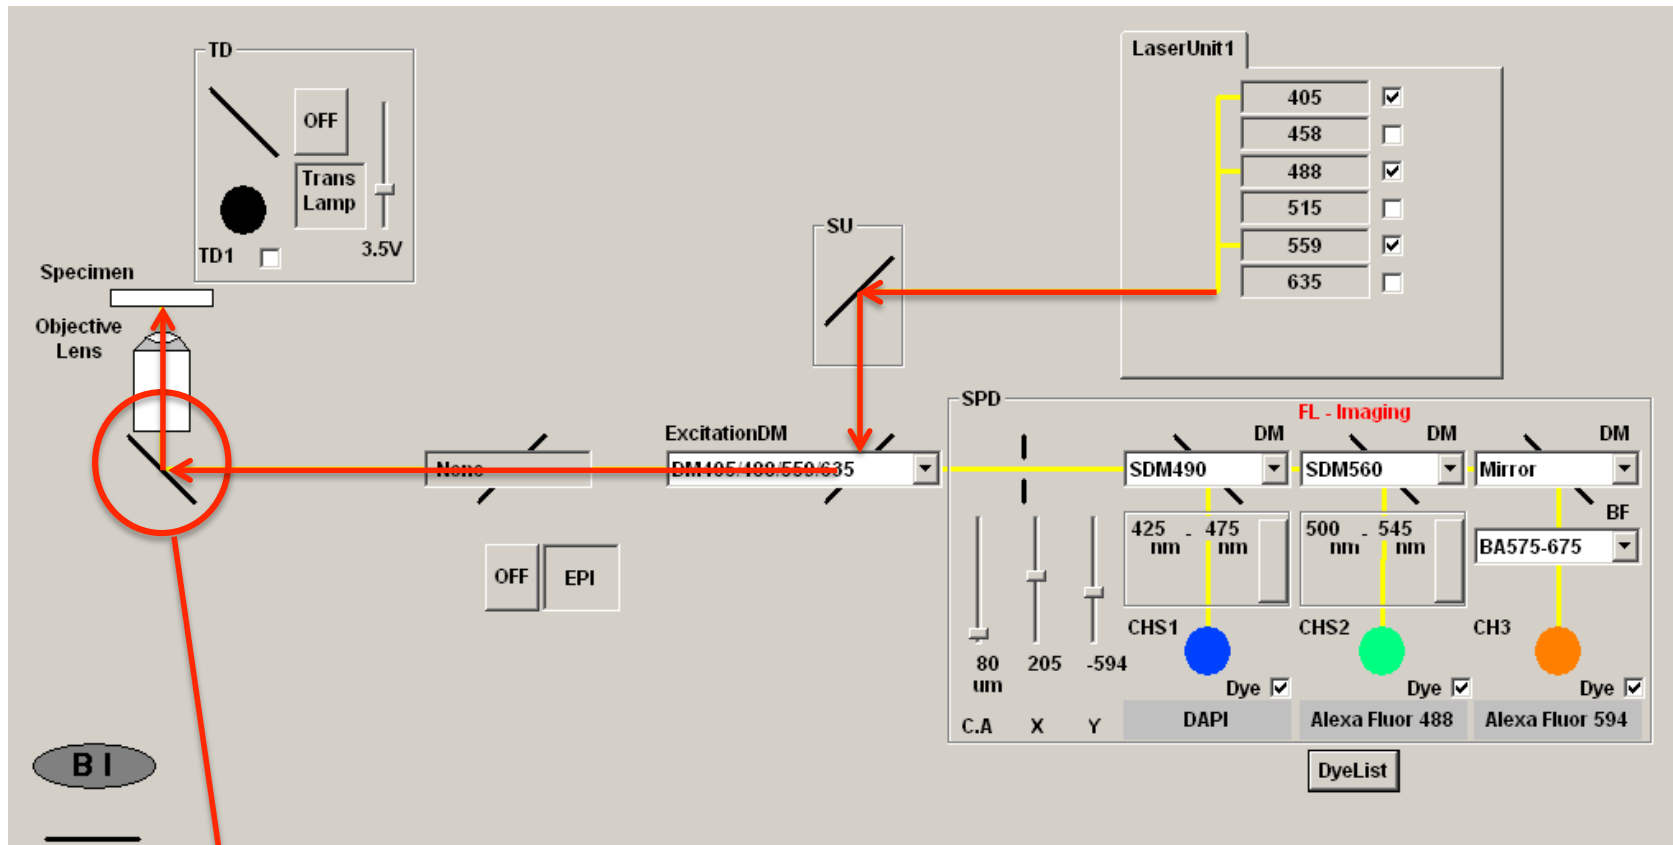 TD
OFF
Trans
Lamp
3.5V
TD1
Specimen
Objective
Lens
LaserUnit1
405
458
488
515
559
635
SU
ExcitationDM
None
DM405/488/559/635
OFF
EPI
SPD
FL - Imaging
DM
DM
DM
SDM490
SDM560
Mirror
BF
425 - 475
nm nm
500 - 545
nm nm
BA575-675
CHS1
CHS2
CH3
80
um
205
-594
Dye
Dye
Dye
C.A
X
Y
DAPI
Alexa Fluor 488
Alexa Fluor 594
B I
DyeList